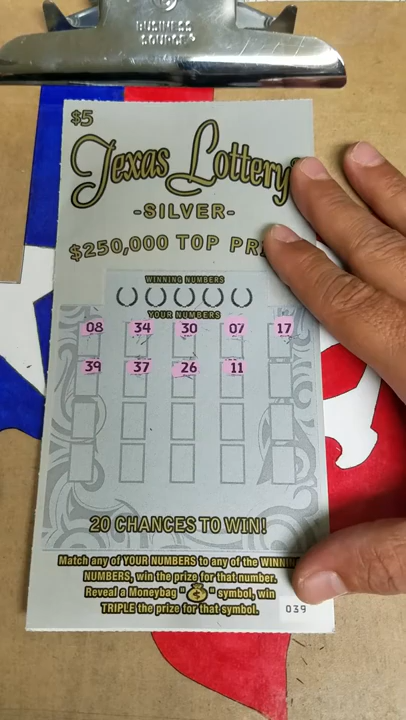 BUSINESS
SOURCE
$5
Texas Lottery
-SILVER-
$250,000 TOP
WINNING NUMBERS
YOUR NUMBERS
08 34 30 07 17
39 37 26 11
20 CHANCES TO WIN!
Match any of YOUR NUMBERS to any of the
NUMBERS, win the prize for that number.
Reveal a Moneybag " $ " symbol, win
TRIPLE the prize for that symbol.
039